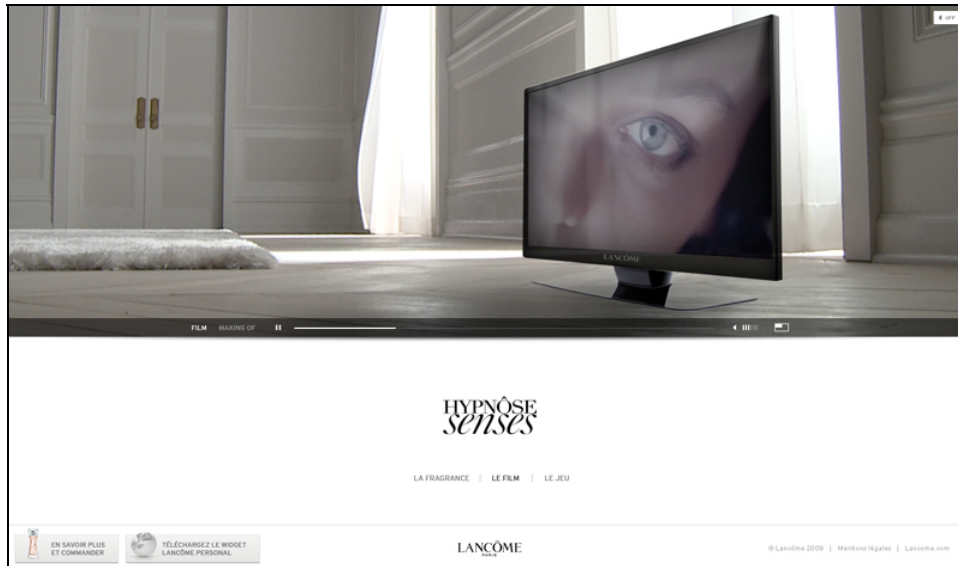 OFF
LANCÔME
FILM MAKING OF
HYPNÔSE
senses
LA FRAGRANCE | LE FILM | LE JEU
EN SAVOIR PLUS
ET COMMANDER
TÉLÉCHARGEZ LE WIDGET
LANCÔME PERSONAL
LANCÔME
PARIS
© Lancôme 2009 | Mentions légales | Lancome.com